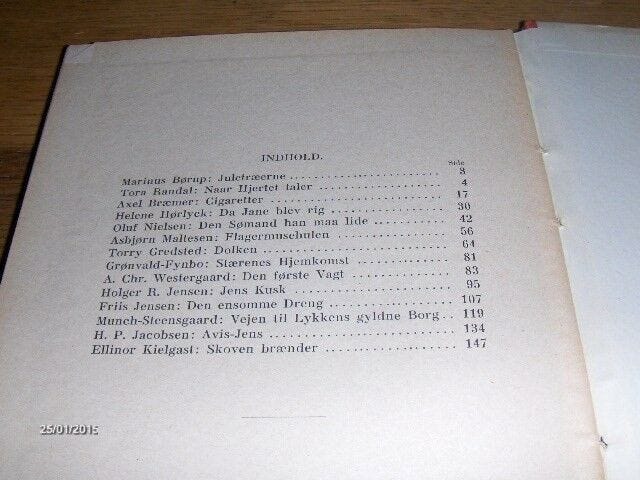 INDHOLD.
Side
Marinus Børup: Juletræerne .................... 3
Tora Randal: Naar Hjertet taler .................... 4
Axel Bræmer: Cigaretter .................... 17
Helene Hørlyck: Da Jane blev rig .................... 30
Oluf Nielsen: Den Sømand han maa lide .................... 42
Asbjørn Maltesen: Flagermuschulen .................... 56
Torry Gredsted: Dolken .................... 64
Grønvald-Fynbo: Stærenes Hjemkomst .................... 81
A. Chr. Westergaard: Den første Vagt .................... 83
Holger R. Jensen: Jens Kusk .................... 95
Friis Jensen: Den ensomme Dreng .................... 107
Munch-Steensgaard: Vejen til Lykkens gyldne Borg .. 119
H. P. Jacobsen: Avis-Jens .................... 134
Ellinor Kielgast: Skoven brænder .................... 147
25/01/2015